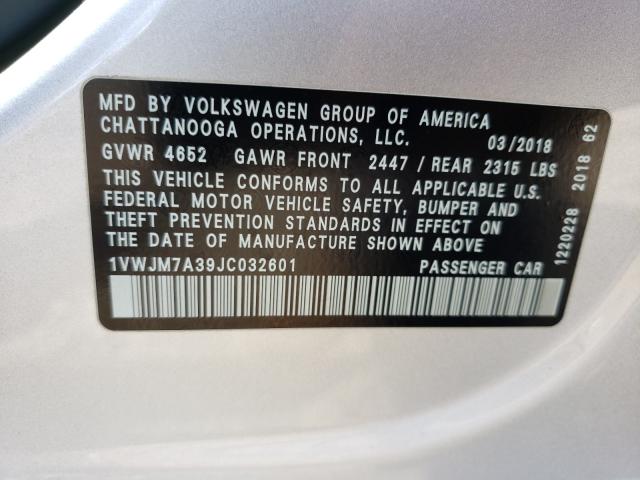 MFD BY VOLKSWAGEN GROUP OF AMERICA
CHATTANOOGA OPERATIONS, LLC. 03/2018
GVWR 4652 GAWR FRONT 2447 / REAR 2315 LBS
THIS VEHICLE CONFORMS TO ALL APPLICABLE U.S.
FEDERAL MOTOR VEHICLE SAFETY, BUMPER AND
THEFT PREVENTION STANDARDS IN EFFECT ON
THE DATE OF MANUFACTURE SHOWN ABOVE
1VWJM7A39JC032601 PASSENGER CAR
1220228 2018 62